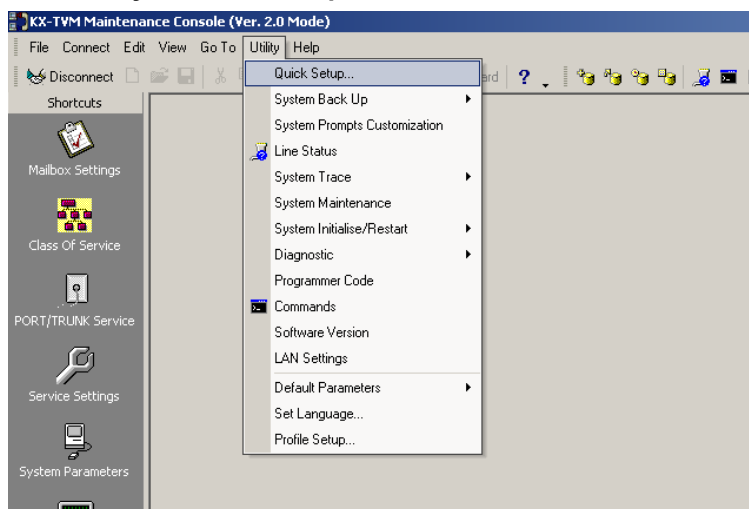 KX-TVM Maintenance Console (Ver. 2.0 Mode)
File Connect Edit View Go To Utility Help
Disconnect ?
Shortcuts
Mailbox Settings
Class Of Service
PORT/TRUNK Service
Service Settings
System Parameters
Quick Setup...
System Back Up
System Prompts Customization
Line Status
System Trace
System Maintenance
System Initialise/Restart
Diagnostic
Programmer Code
Commands
Software Version
LAN Settings
Default Parameters
Set Language...
Profile Setup...